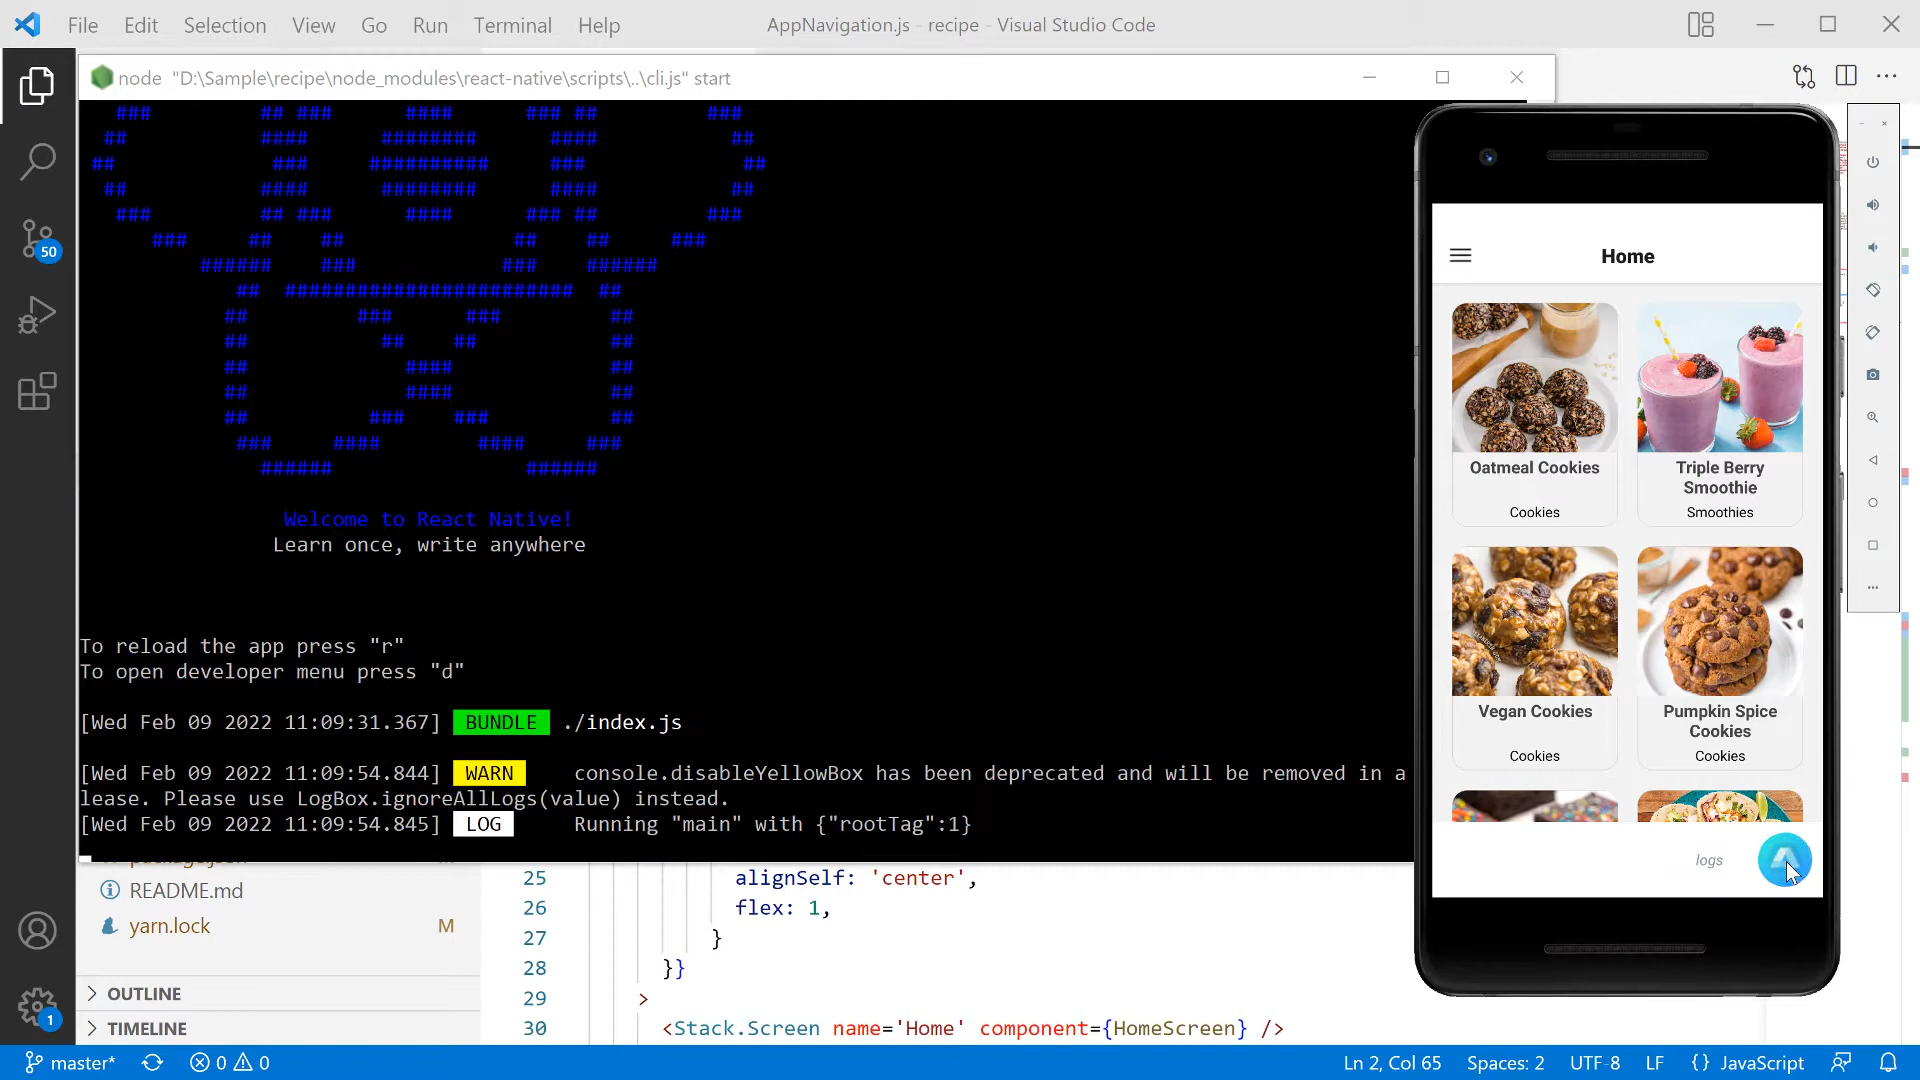 File Edit Selection View Go Run Terminal Help
AppNavigation.js - recipe - Visual Studio Code
node "D:\Sample\recipe\node_modules\react-native\scripts\..\cli.js" start
### ## ### #### ### ## ###
## #### ######## #### ##
## ### ########## ### ##
## #### ######## #### ##
### ## ### #### ### ## ###
### ## ## ## ## ###
###### ### ### ######
## ######################## ##
## ### ### ##
## ## ## ##
## #### ##
## #### ##
## ### ### ##
### #### #### ###
###### ######
Welcome to React Native!
Learn once, write anywhere
To reload the app press "r"
To open developer menu press "d"
[Wed Feb 09 2022 11:09:31.367] BUNDLE ./index.js
[Wed Feb 09 2022 11:09:54.844] WARN console.disableYellowBox has been deprecated and will be removed in a
lease. Please use LogBox.ignoreAllLogs(value) instead.
[Wed Feb 09 2022 11:09:54.845] LOG Running "main" with {"rootTag":1}
Home
Oatmeal Cookies
Cookies
Triple Berry
Smoothie
Smoothies
Vegan Cookies
Cookies
Pumpkin Spice
Cookies
Cookies
logs
50
README.md
yarn.lock M
OUTLINE
TIMELINE
1
25 alignSelf: 'center',
26 flex: 1,
27 }
28 }}
29 >
30 <Stack.Screen name='Home' component={HomeScreen} />
master* 0 0 Ln 2, Col 65 Spaces: 2 UTF-8 LF {} JavaScript